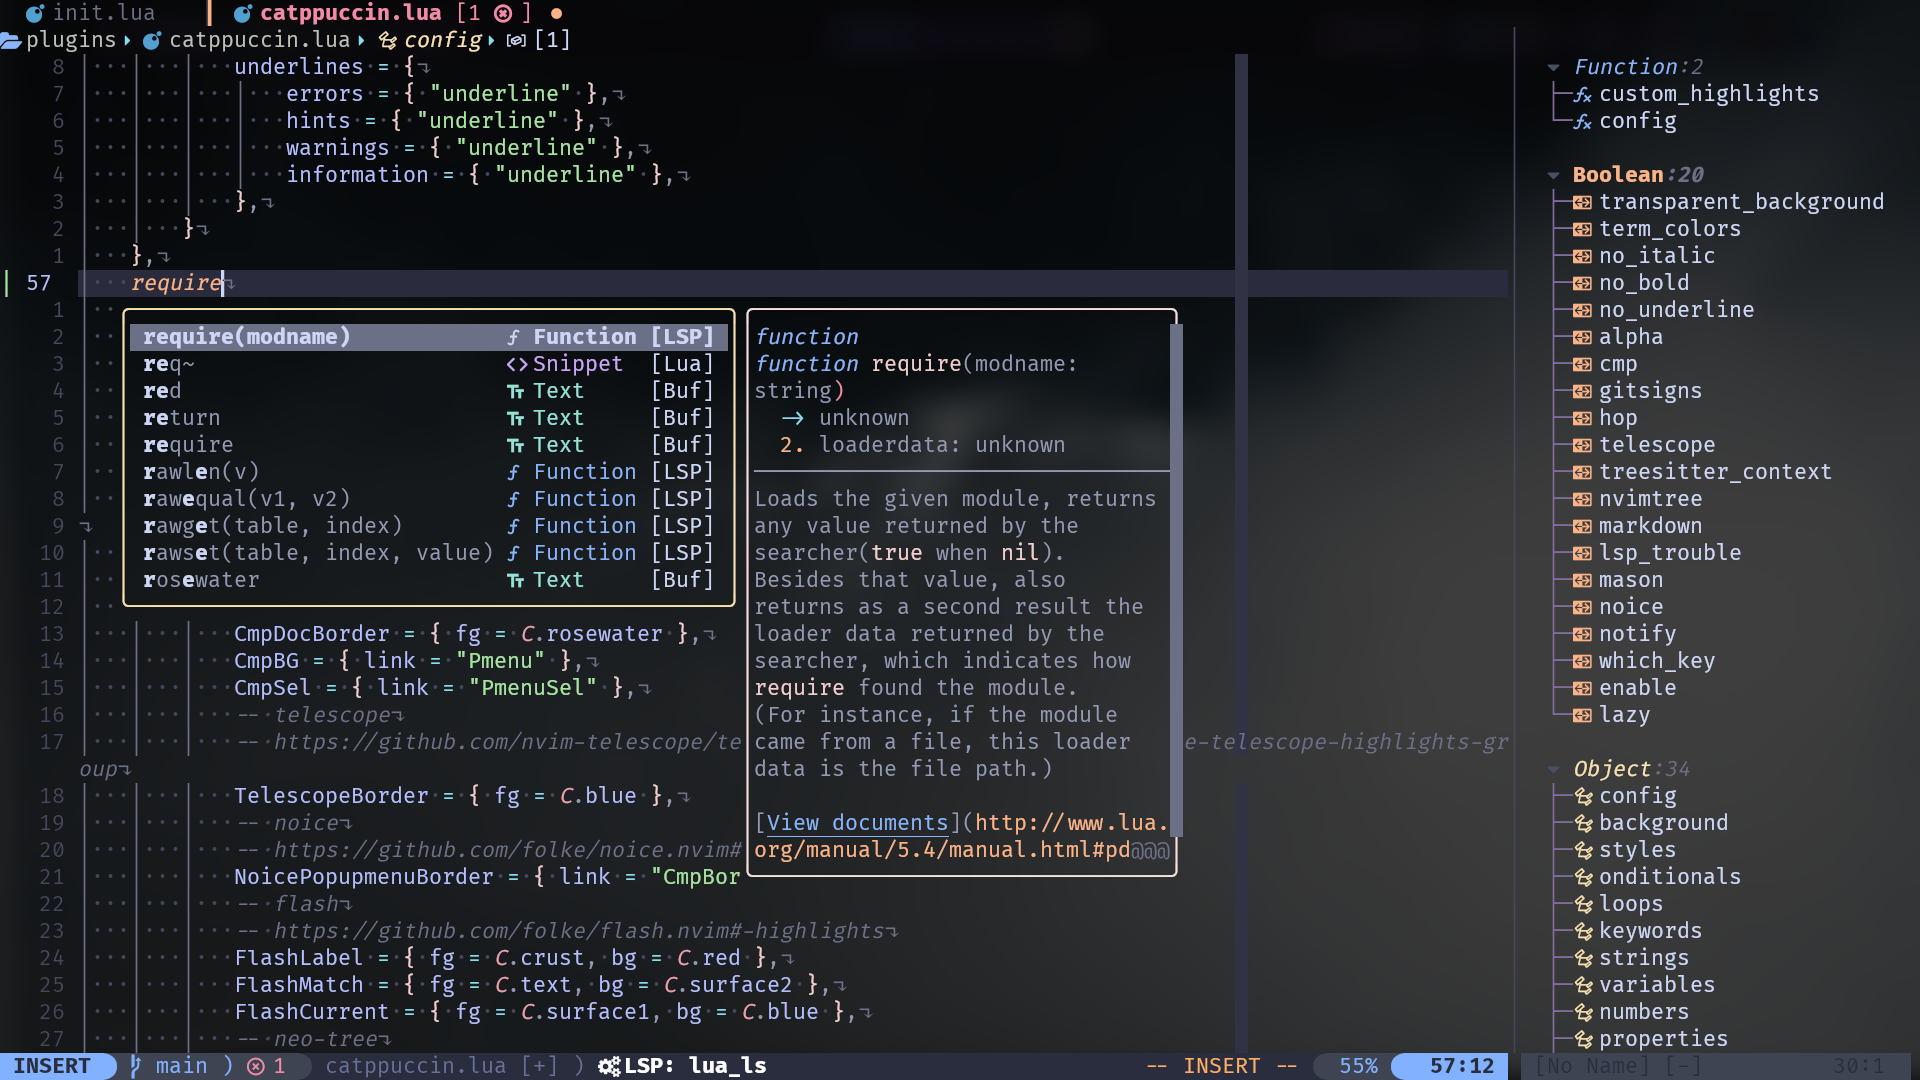 init.lua catppuccin.lua [1 ] ●
plugins catppuccin.lua config [1]
8 underlines = {
7 errors = { "underline" },
6 hints = { "underline" },
5 warnings = { "underline" },
4 information = { "underline" },
3 },
2 }
1 },
57 require
1
2 require(modname) Function [LSP]
3 req~ Snippet [Lua]
4 red Text [Buf]
5 return Text [Buf]
6 require Text [Buf]
7 rawlen(v) Function [LSP]
8 rawequal(v1, v2) Function [LSP]
9 rawget(table, index) Function [LSP]
10 rawset(table, index, value) Function [LSP]
11 rosewater Text [Buf]
12
13 CmpDocBorder = { fg = C.rosewater },
14 CmpBG = { link = "Pmenu" },
15 CmpSel = { link = "PmenuSel" },
16 -- telescope
17 -- https://github.com/nvim-telescope/te e-telescope-highlights-gr
oup
18 TelescopeBorder = { fg = C.blue },
19 -- noice
20 -- https://github.com/folke/noice.nvim#
21 NoicePopupmenuBorder = { link = "CmpBor
22 -- flash
23 -- https://github.com/folke/flash.nvim#-highlights
24 FlashLabel = { fg = C.crust, bg = C.red },
25 FlashMatch = { fg = C.text, bg = C.surface2 },
26 FlashCurrent = { fg = C.surface1, bg = C.blue },
27 -- neo-tree
function
function require(modname:
string)
-> unknown
2. loaderdata: unknown
Loads the given module, returns
any value returned by the
searcher(true when nil).
Besides that value, also
returns as a second result the
loader data returned by the
searcher, which indicates how
require found the module.
(For instance, if the module
came from a file, this loader
data is the file path.)
[View documents](http://www.lua.
org/manual/5.4/manual.html#pd@@@
Function:2
custom_highlights
config
Boolean:20
transparent_background
term_colors
no_italic
no_bold
no_underline
alpha
cmp
gitsigns
hop
telescope
treesitter_context
nvimtree
markdown
lsp_trouble
mason
noice
notify
which_key
enable
lazy
Object:34
config
background
styles
onditionals
loops
keywords
strings
variables
numbers
properties
INSERT main ) 1 catppuccin.lua [+] ) LSP: lua_ls -- INSERT -- 55% 57:12 [No Name] [-] 30:1